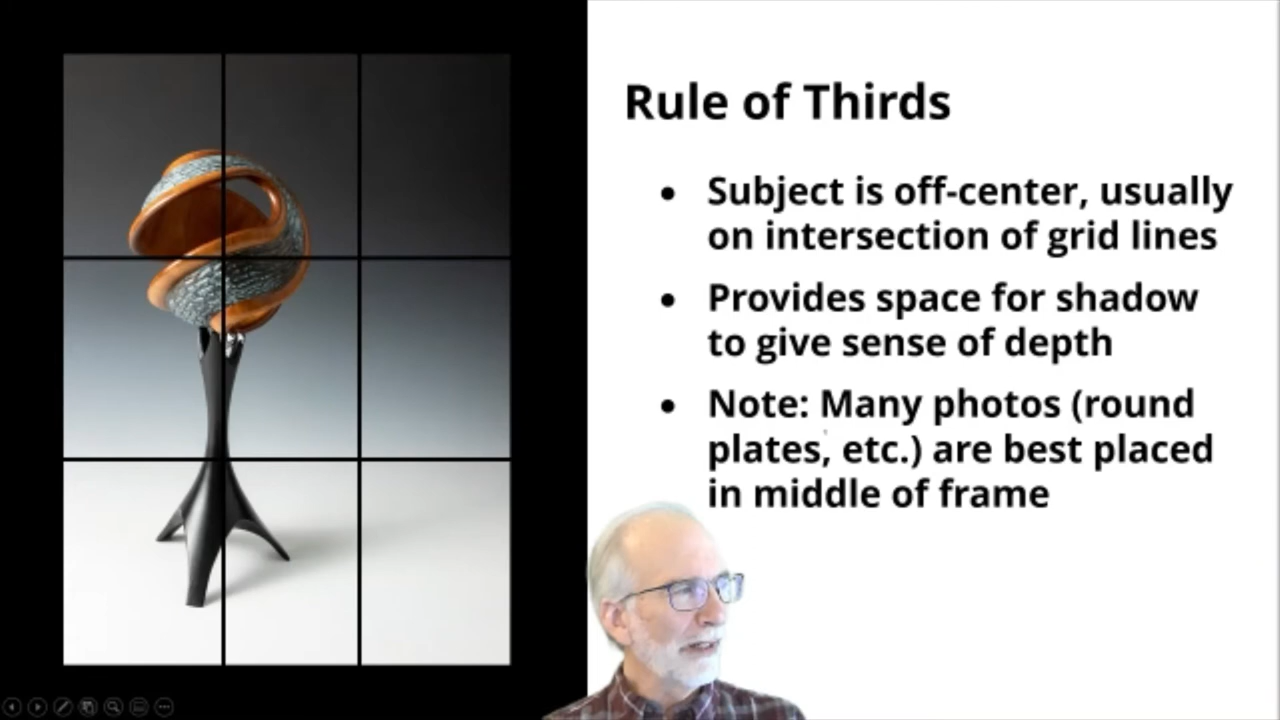 Rule of Thirds
• Subject is off-center, usually
on intersection of grid lines
• Provides space for shadow
to give sense of depth
• Note: Many photos (round
plates, etc.) are best placed
in middle of frame